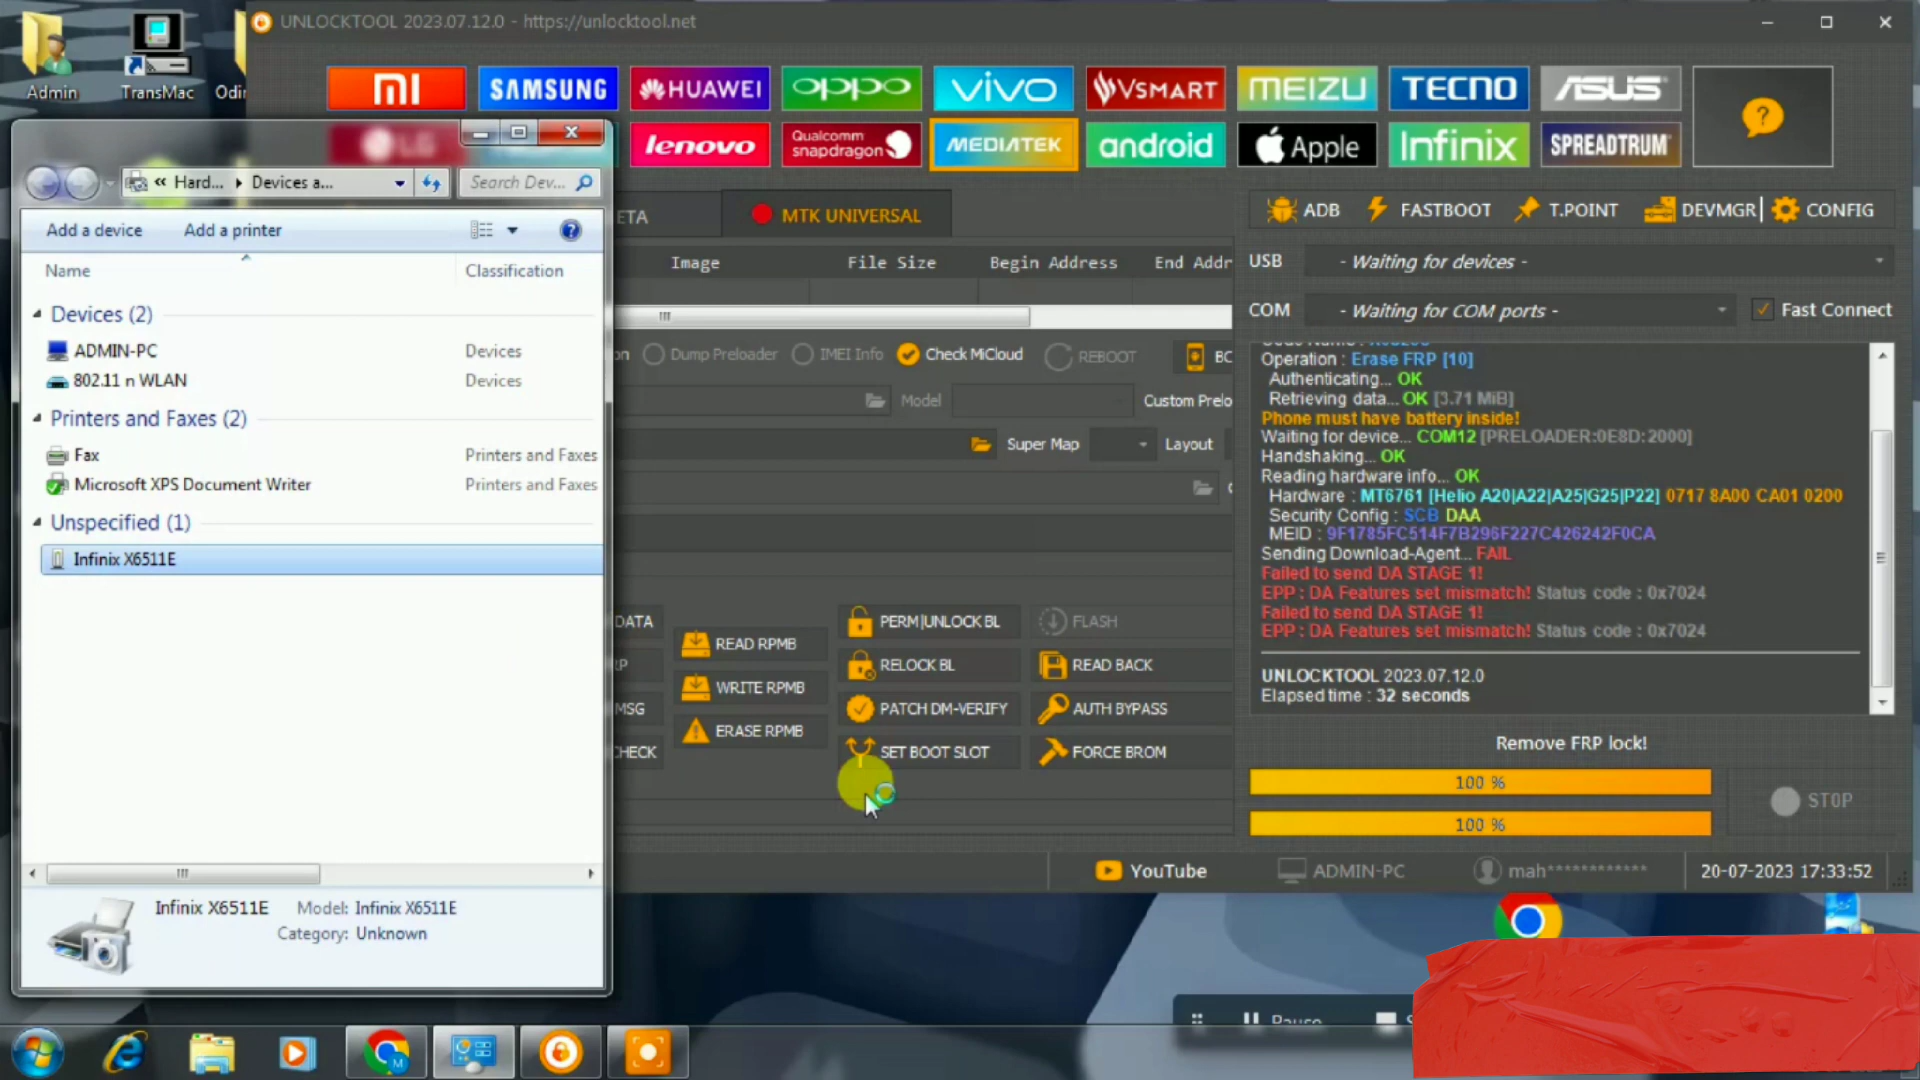 UNLOCKTOOL 2023.07.12.0 - https://unlocktool.net
Admin
TransMac
Odin
MI
SAMSUNG
HUAWEI
oppo
vivo
VSMART
MEIZU
TECNO
ASUS
?
LG
lenovo
Qualcomm
snapdragon
MEDIATEK
android
Apple
Infinix
SPREADTRUM
« Hard... ▸ Devices a...
Search Dev...
Add a device
Add a printer
Name
Classification
Devices (2)
ADMIN-PC
Devices
802.11 n WLAN
Devices
Printers and Faxes (2)
Fax
Printers and Faxes
Microsoft XPS Document Writer
Printers and Faxes
Unspecified (1)
Infinix X6511E
Infinix X6511E
Model: Infinix X6511E
Category: Unknown
ETA
MTK UNIVERSAL
Image
File Size
Begin Address
End Addr
on
Dump Preloader
IMEI Info
Check MiCloud
REBOOT
BC
Model
Custom Prelo
Super Map
Layout
DATA
READ RPMB
PERM|UNLOCK BL
FLASH
RP
WRITE RPMB
RELOCK BL
READ BACK
MSG
ERASE RPMB
PATCH DM-VERIFY
AUTH BYPASS
CHECK
SET BOOT SLOT
FORCE BROM
ADB
FASTBOOT
T.POINT
DEVMGR
CONFIG
USB
- Waiting for devices -
COM
- Waiting for COM ports -
Fast Connect
Operation : Erase FRP [10]
Authenticating... OK
Retrieving data... OK [3.71 MiB]
Phone must have battery inside!
Waiting for device... COM12 [PRELOADER:0E8D:2000]
Handshaking... OK
Reading hardware info... OK
Hardware : MT6761 [Helio A20|A22|A25|G25|P22] 0717 8A00 CA01 0200
Security Config : SCB DAA
MEID : 9F1785FC514F7B296F227C426242F0CA
Sending Download-Agent... FAIL
Failed to send DA STAGE 1!
EPP : DA Features set mismatch! Status code : 0x7024
Failed to send DA STAGE 1!
EPP : DA Features set mismatch! Status code : 0x7024
UNLOCKTOOL 2023.07.12.0
Elapsed time : 32 seconds
Remove FRP lock!
100 %
100 %
STOP
YouTube
ADMIN-PC
mah************
20-07-2023 17:33:52
Pause